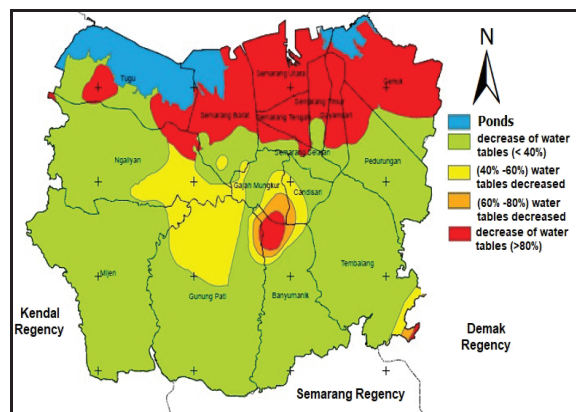 N
Tugu
Semarang Utara
Genuk
Semarang Timur
Semarang Barat
Semarang Tengah
Gayamsari
Semarang Selatan
Ngaliyan
Pedurungan
Gajah Mungkur
Candisari
Mijen
Gunung Pati
Banyumanik
Tembalang
Kendal
Regency
Demak
Regency
Semarang Regency
Ponds
decrease of water
tables (< 40%)
(40% -60%) water
tables decreased
(60% -80%) water
tables decreased
decrease of water
tables (>80%)